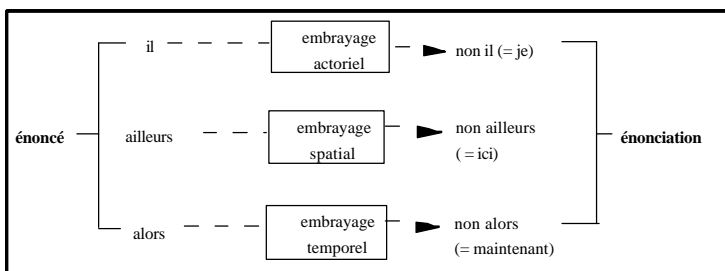 il
embrayage
actoriel
non il (= je)
énoncé
ailleurs
embrayage
spatial
non ailleurs
( = ici)
énonciation
alors
embrayage
temporel
non alors
(= maintenant)